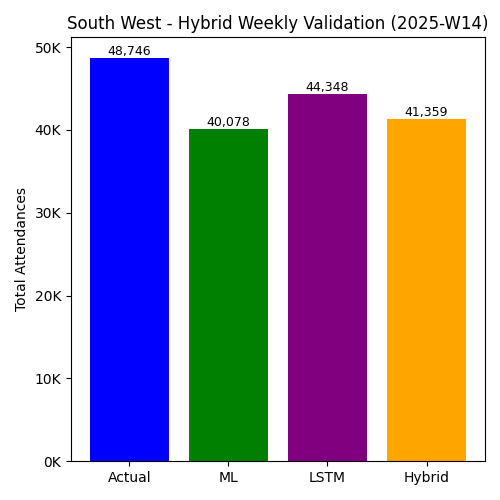 South West - Hybrid Weekly Validation (2025-W14)
Total Attendances
50K
40K
30K
20K
10K
0K
48,746
40,078
44,348
41,359
Actual
ML
LSTM
Hybrid